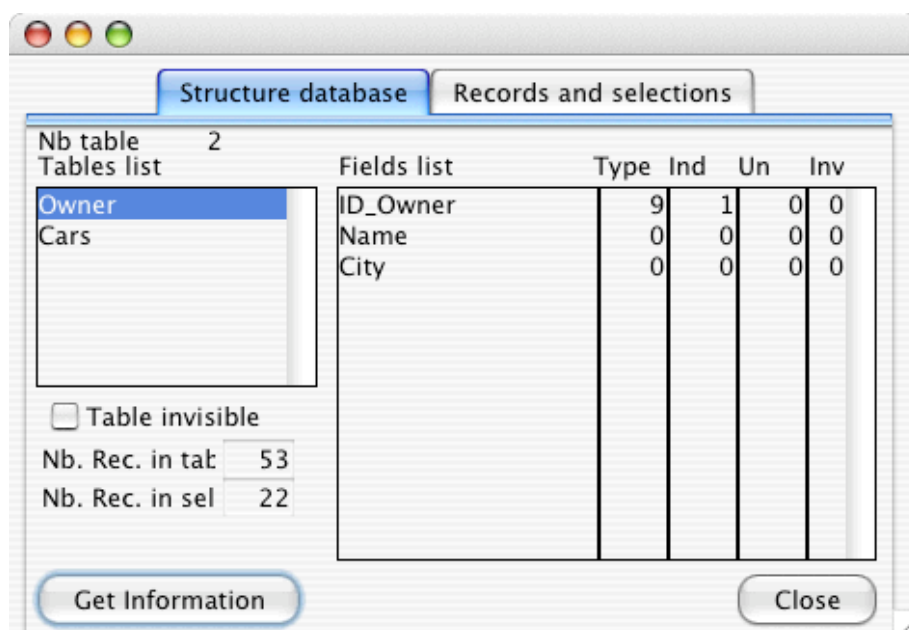 Structure database Records and selections
Nb table 2
Tables list Fields list Type Ind Un Inv
Owner ID_Owner 9 1 0 0
Cars Name 0 0 0 0
City 0 0 0 0
Table invisible
Nb. Rec. in tab 53
Nb. Rec. in sel 22
Get Information Close